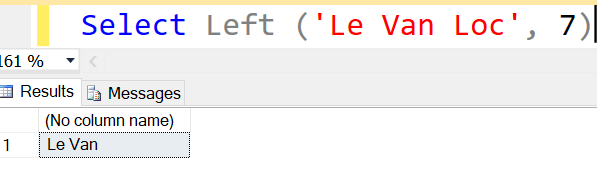 Select Left ('Le Van Loc', 7)
161 %
Results Messages
(No column name)
1 Le Van